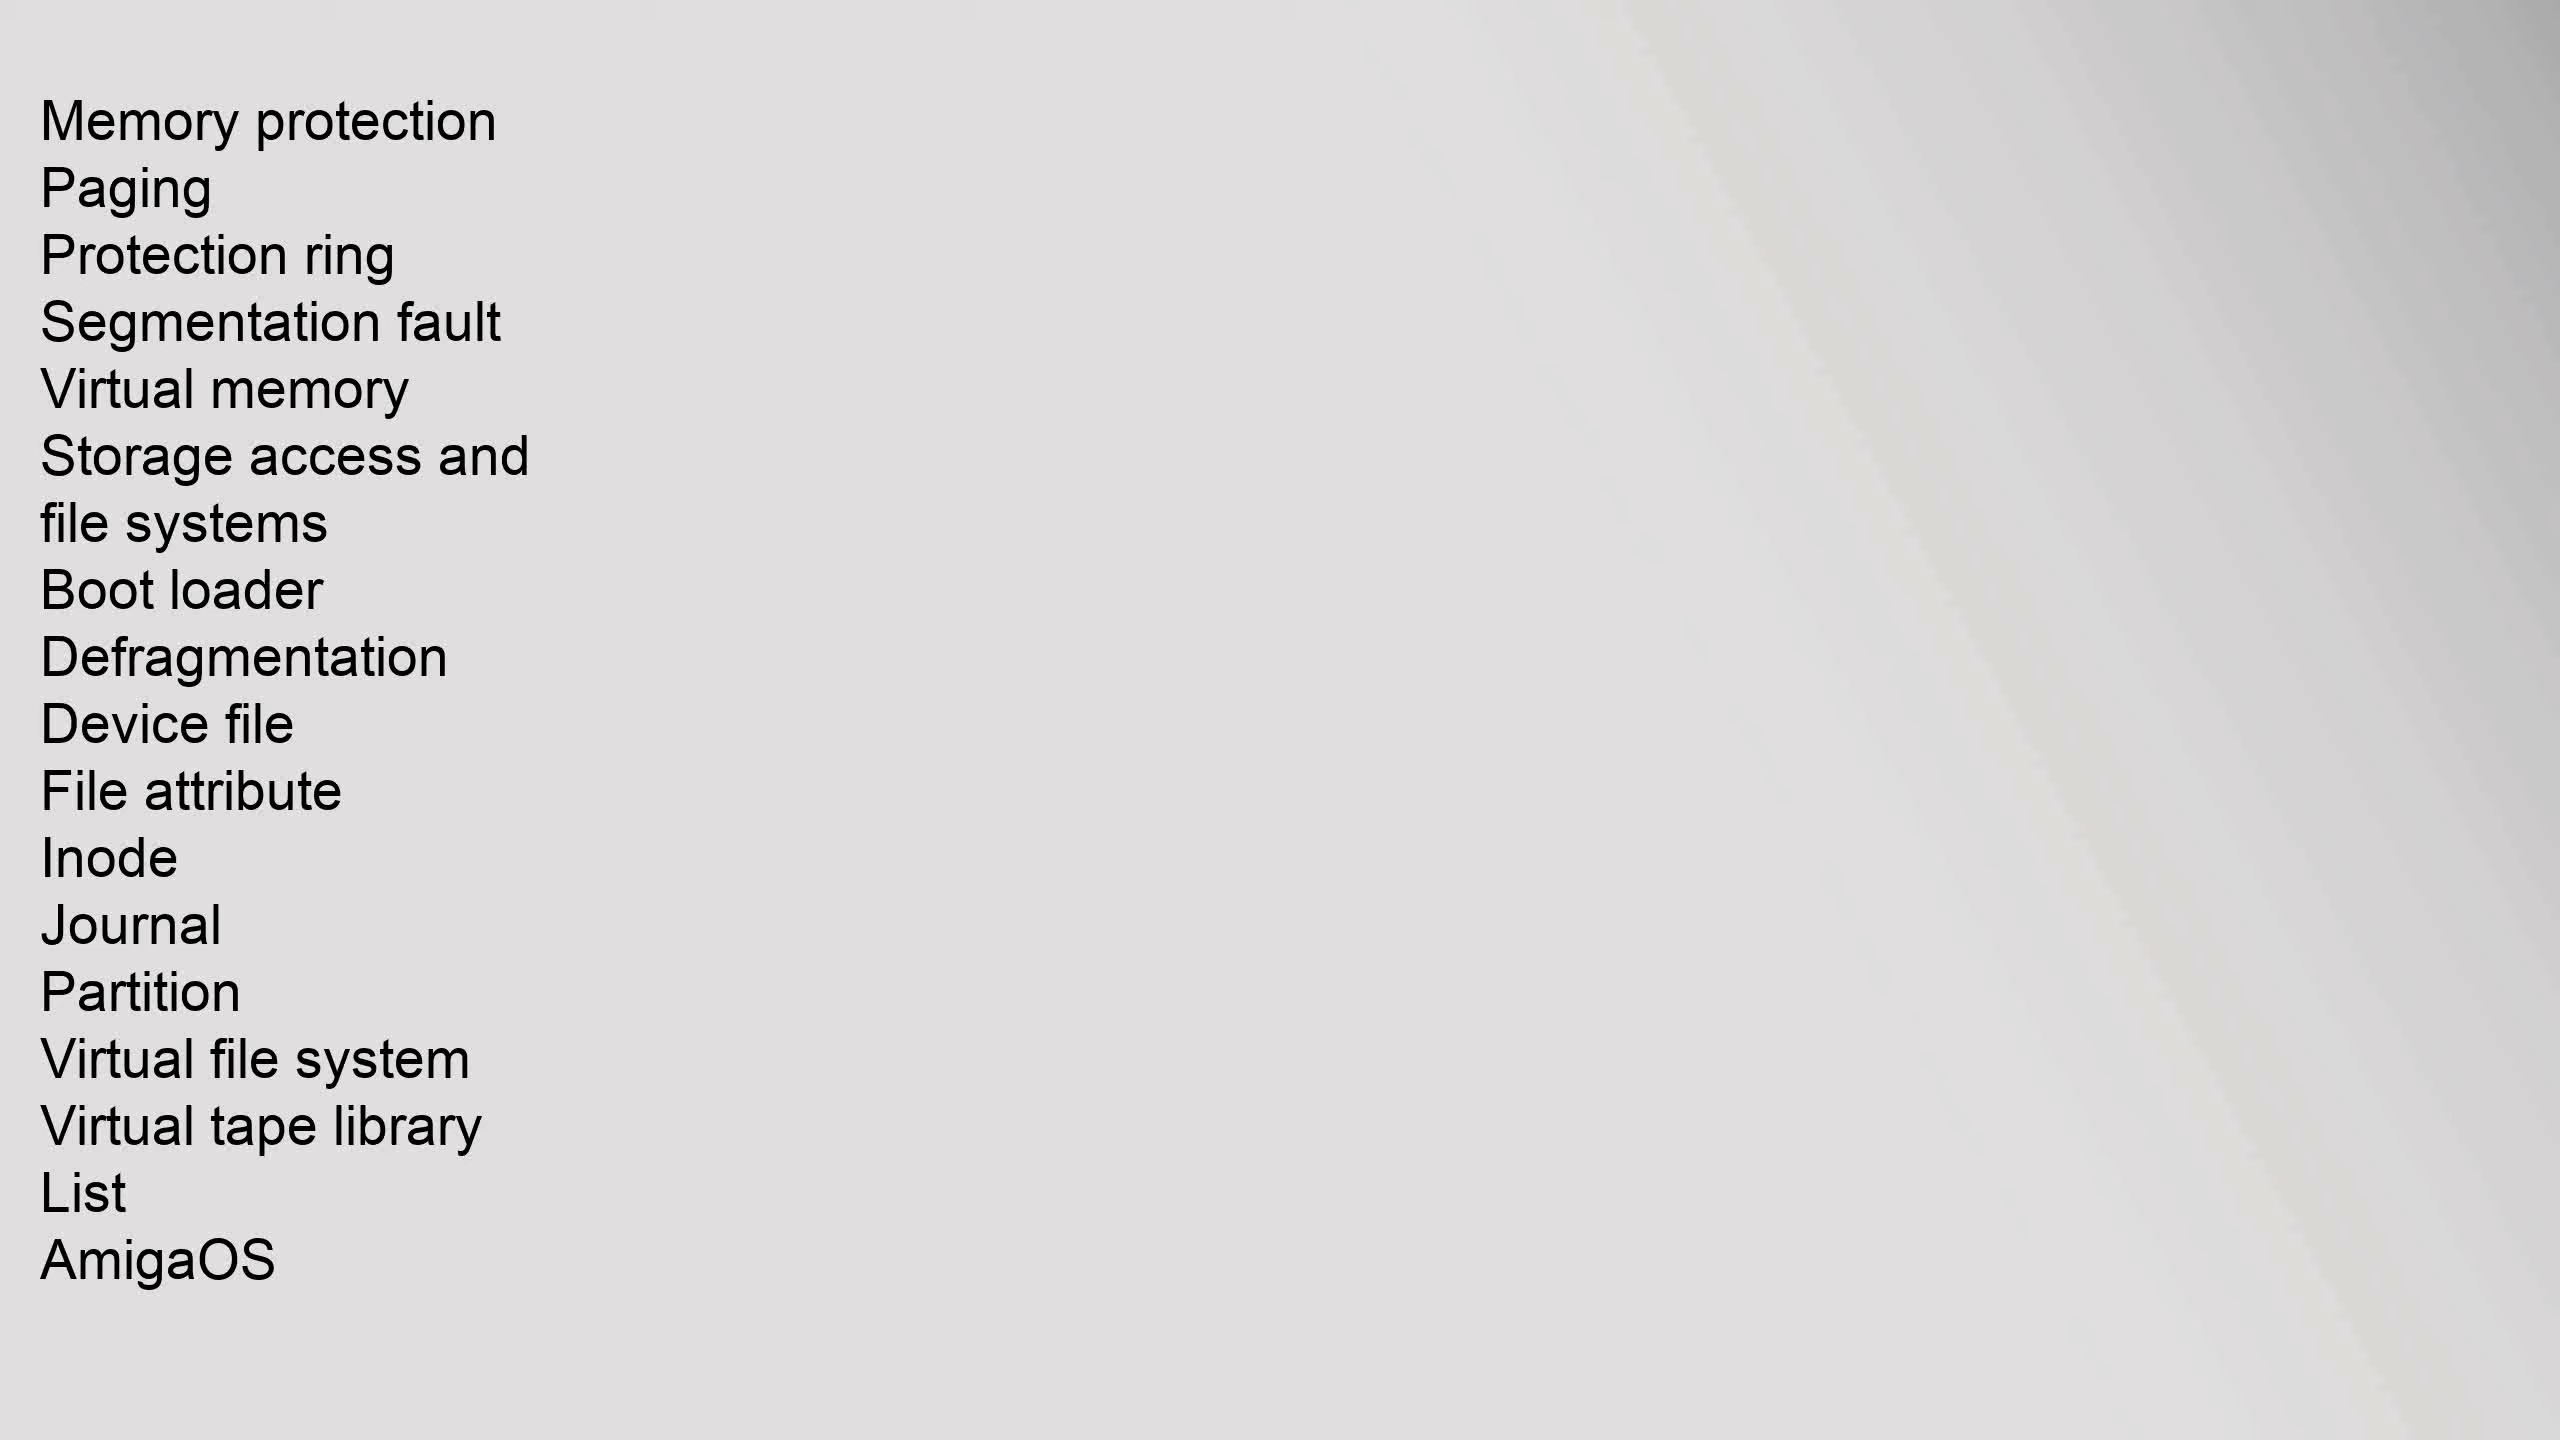 Memory protection
Paging
Protection ring
Segmentation fault
Virtual memory
Storage access and
file systems
Boot loader
Defragmentation
Device file
File attribute
Inode
Journal
Partition
Virtual file system
Virtual tape library
List
AmigaOS